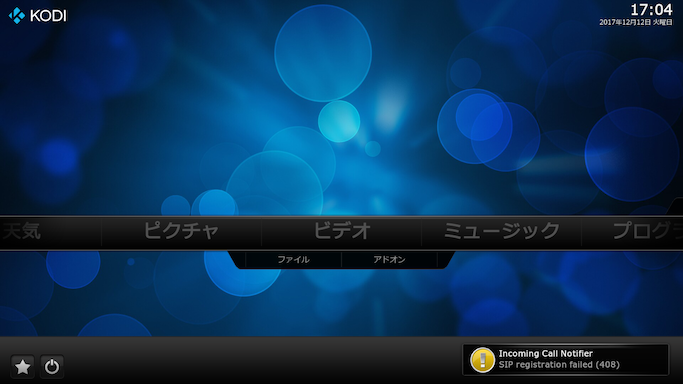 KODI
17:04
2017年12月12日 火曜日
天気 ピクチャ ビデオ ミュージック プログ
ファイル アドオン
Incoming Call Notifier
SIP registration failed (408)